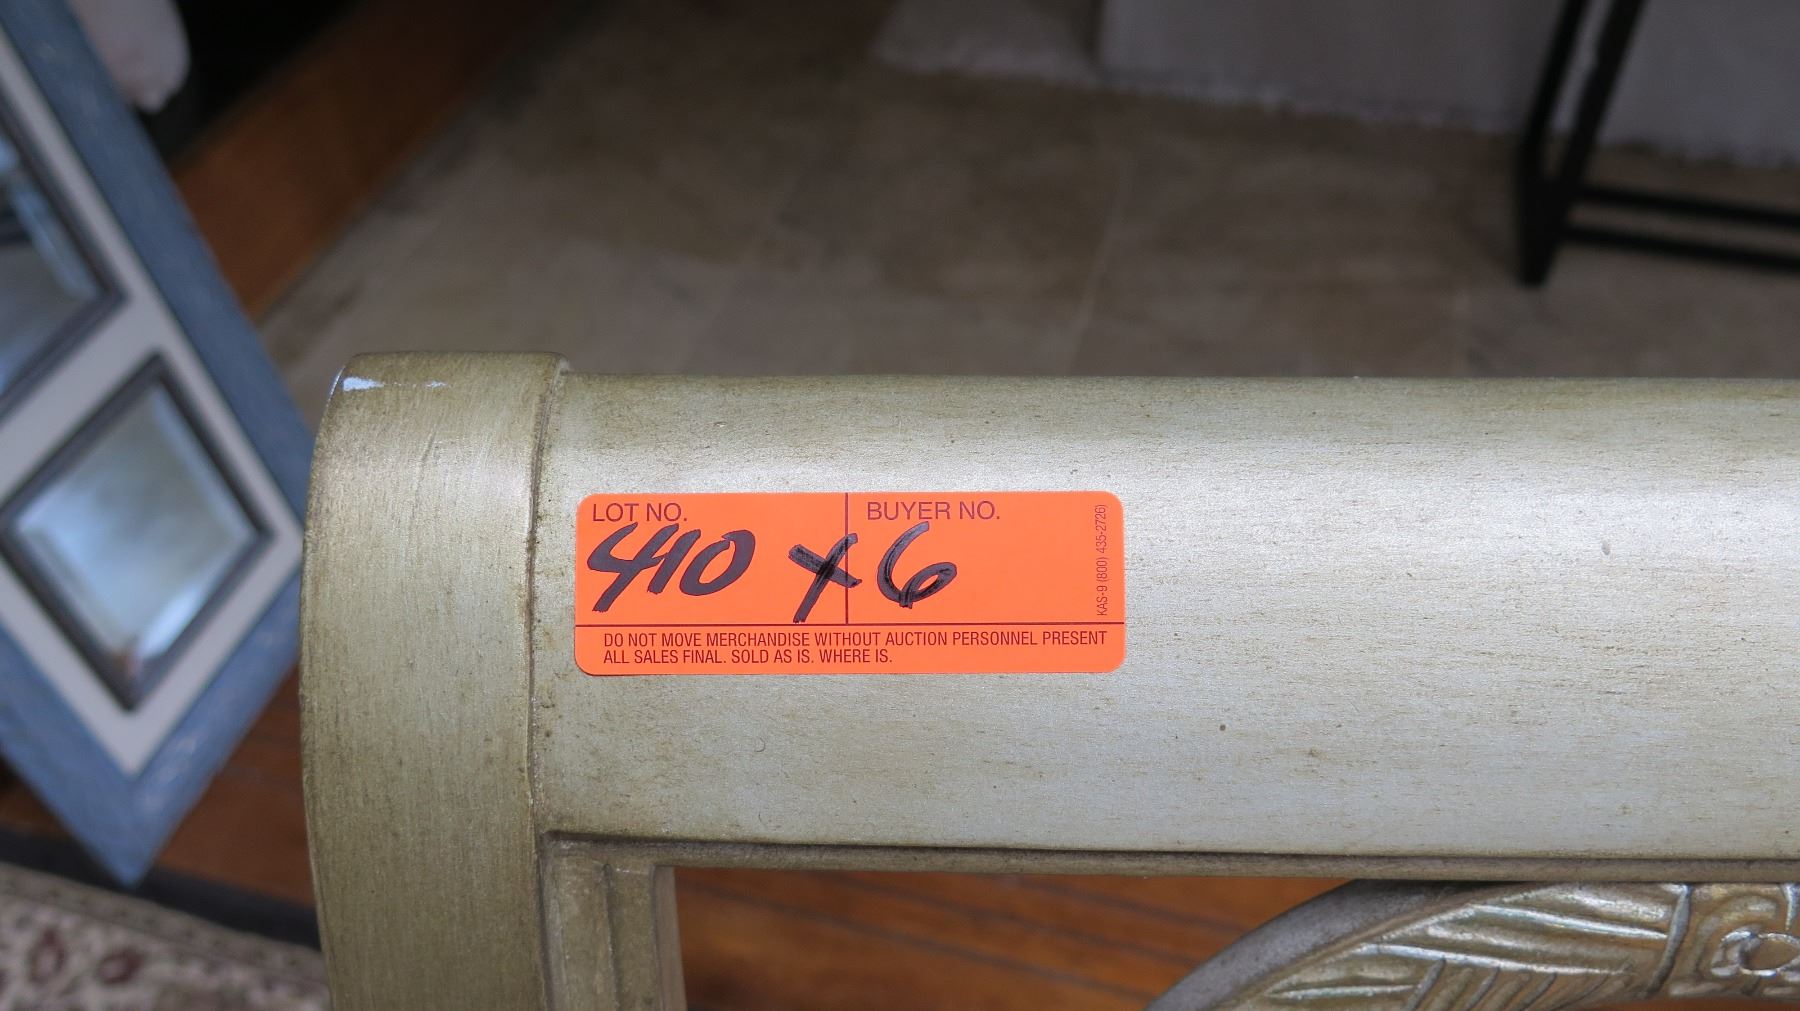 LOT NO. BUYER NO.
410 x 6
DO NOT MOVE MERCHANDISE WITHOUT AUCTION PERSONNEL PRESENT
ALL SALES FINAL. SOLD AS IS. WHERE IS.
KAS-9 (800) 435-2726)